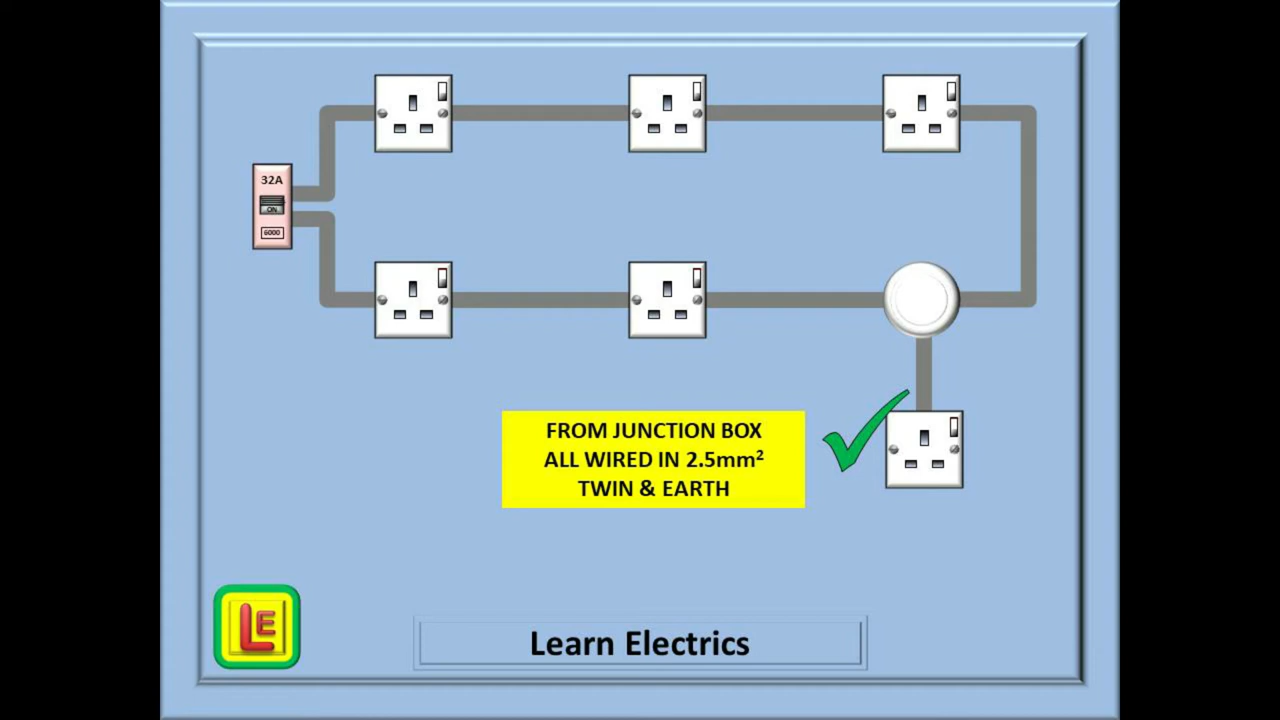 32A
ON
6000
FROM JUNCTION BOX
ALL WIRED IN 2.5mm²
TWIN & EARTH
LE
Learn Electrics